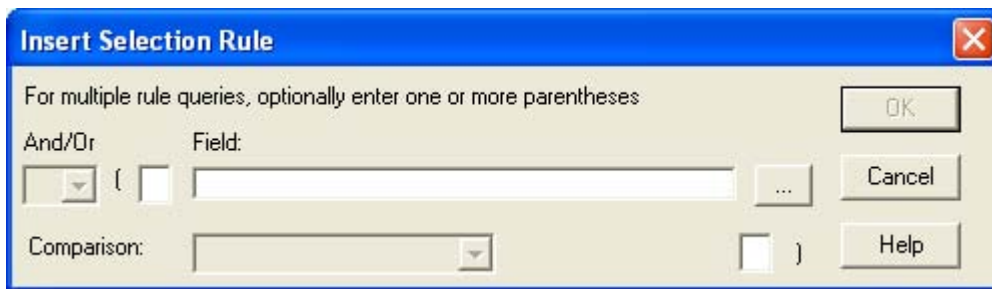 Insert Selection Rule
For multiple rule queries, optionally enter one or more parentheses
OK
And/Or
Field:
(
...
Cancel
Comparison:
)
Help